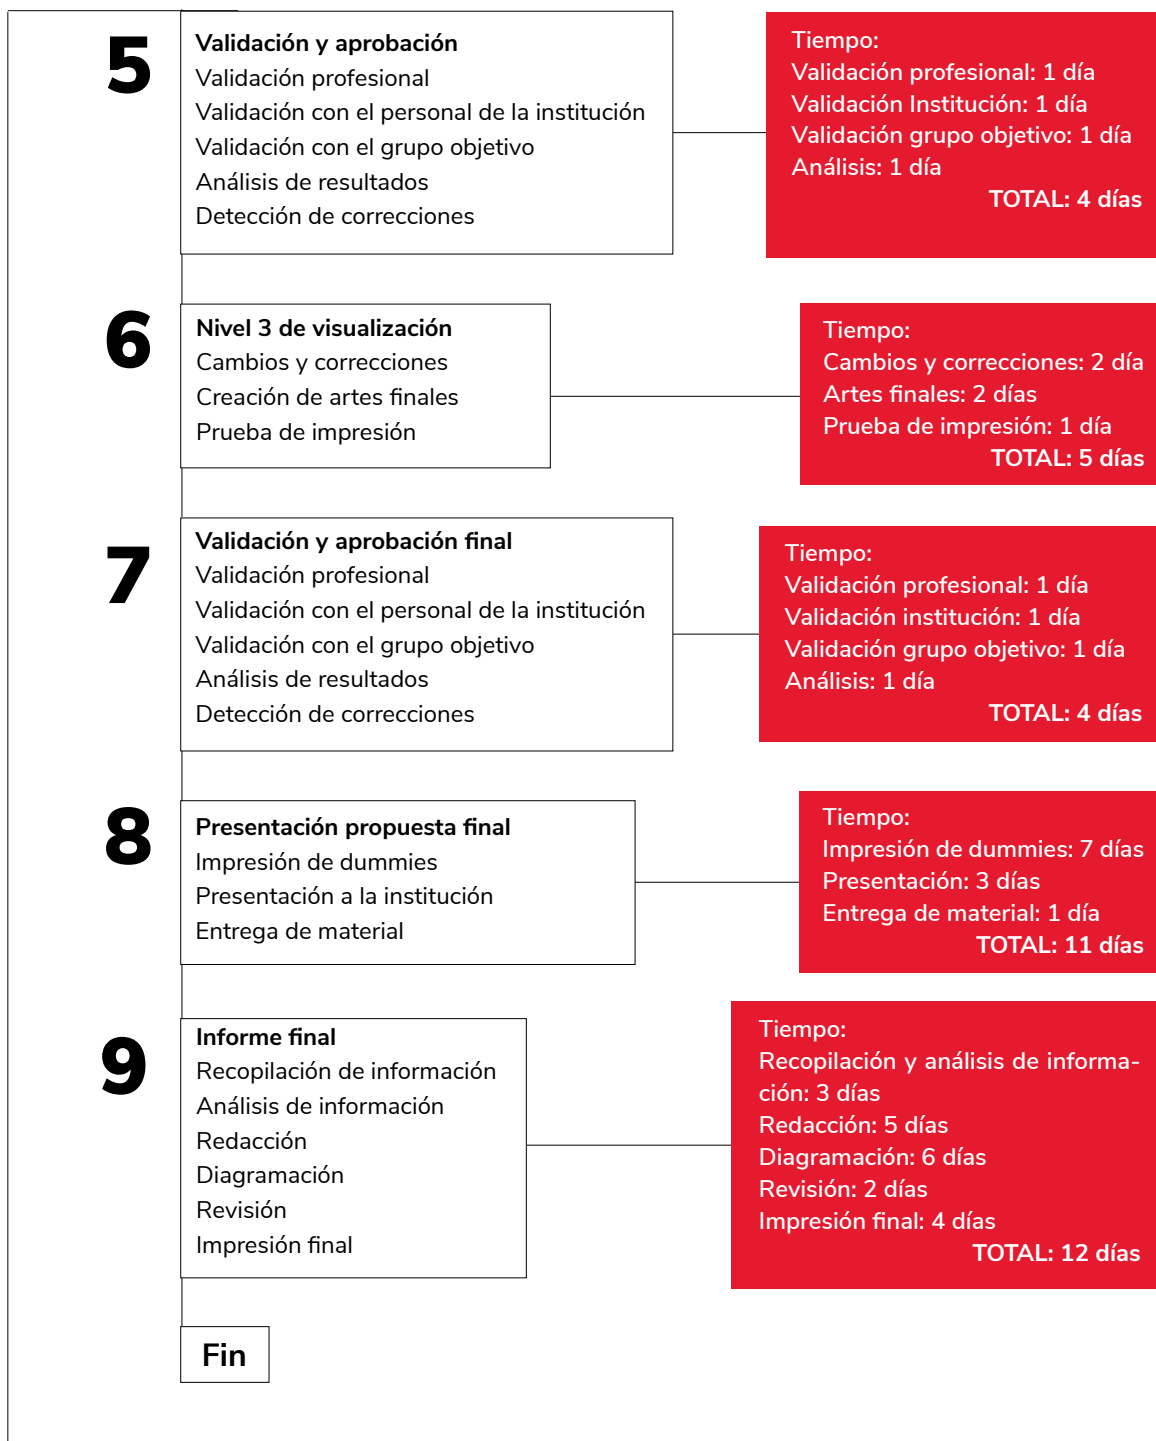 5
Validación y aprobación
Validación profesional
Validación con el personal de la institución
Validación con el grupo objetivo
Análisis de resultados
Detección de correcciones
Tiempo:
Validación profesional: 1 día
Validación Institución: 1 día
Validación grupo objetivo: 1 día
Análisis: 1 día
TOTAL: 4 días
6
Nivel 3 de visualización
Cambios y correcciones
Creación de artes finales
Prueba de impresión
Tiempo:
Cambios y correcciones: 2 día
Artes finales: 2 días
Prueba de impresión: 1 día
TOTAL: 5 días
7
Validación y aprobación final
Validación profesional
Validación con el personal de la institución
Validación con el grupo objetivo
Análisis de resultados
Detección de correcciones
Tiempo:
Validación profesional: 1 día
Validación institución: 1 día
Validación grupo objetivo: 1 día
Análisis: 1 día
TOTAL: 4 días
8
Presentación propuesta final
Impresión de dummies
Presentación a la institución
Entrega de material
Tiempo:
Impresión de dummies: 7 días
Presentación: 3 días
Entrega de material: 1 día
TOTAL: 11 días
9
Informe final
Recopilación de información
Análisis de información
Redacción
Diagramación
Revisión
Impresión final
Tiempo:
Recopilación y análisis de informa-
ción: 3 días
Redacción: 5 días
Diagramación: 6 días
Revisión: 2 días
Impresión final: 4 días
TOTAL: 12 días
Fin